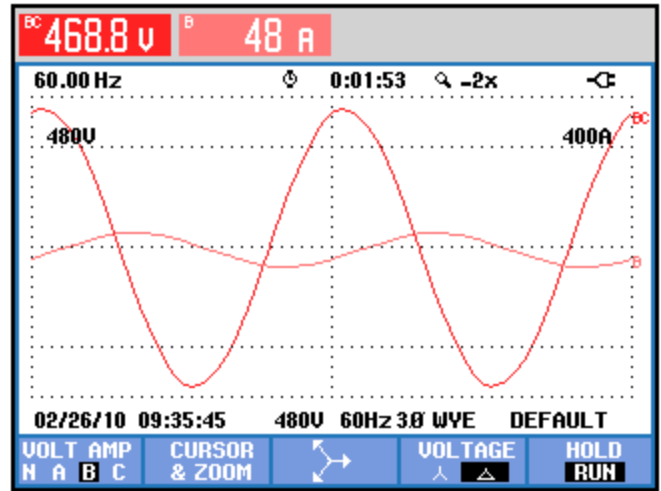 BC 468.8 V B 48 A
60.00 Hz 0:01:53 -2x
BC
480V 400A
B
02/26/10 09:35:45 480V 60Hz 3Ø WYE DEFAULT
VOLT AMP CURSOR VOLTAGE HOLD
N A B C & ZOOM RUN